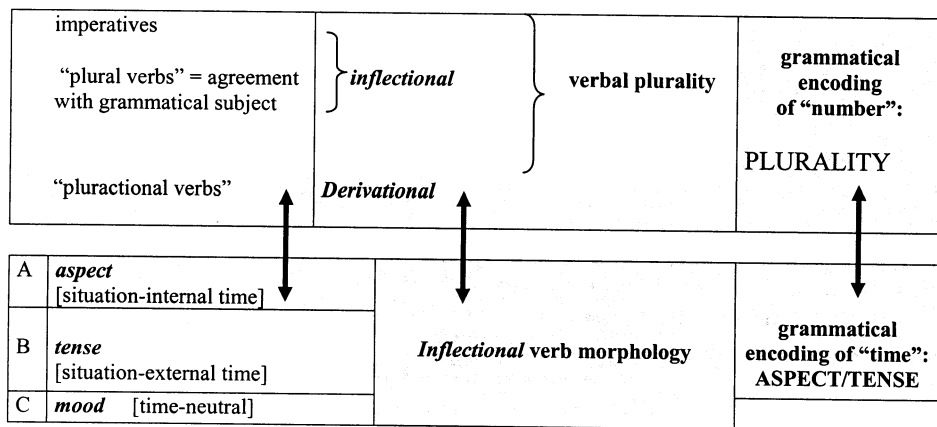 imperatives
“plural verbs” = agreement
with grammatical subject
inflectional
verbal plurality
grammatical
encoding
of “number”:
PLURALITY
“pluractional verbs”
Derivational
A
aspect
[situation-internal time]
B
tense
[situation-external time]
C
mood [time-neutral]
Inflectional verb morphology
grammatical
encoding of “time”:
ASPECT/TENSE